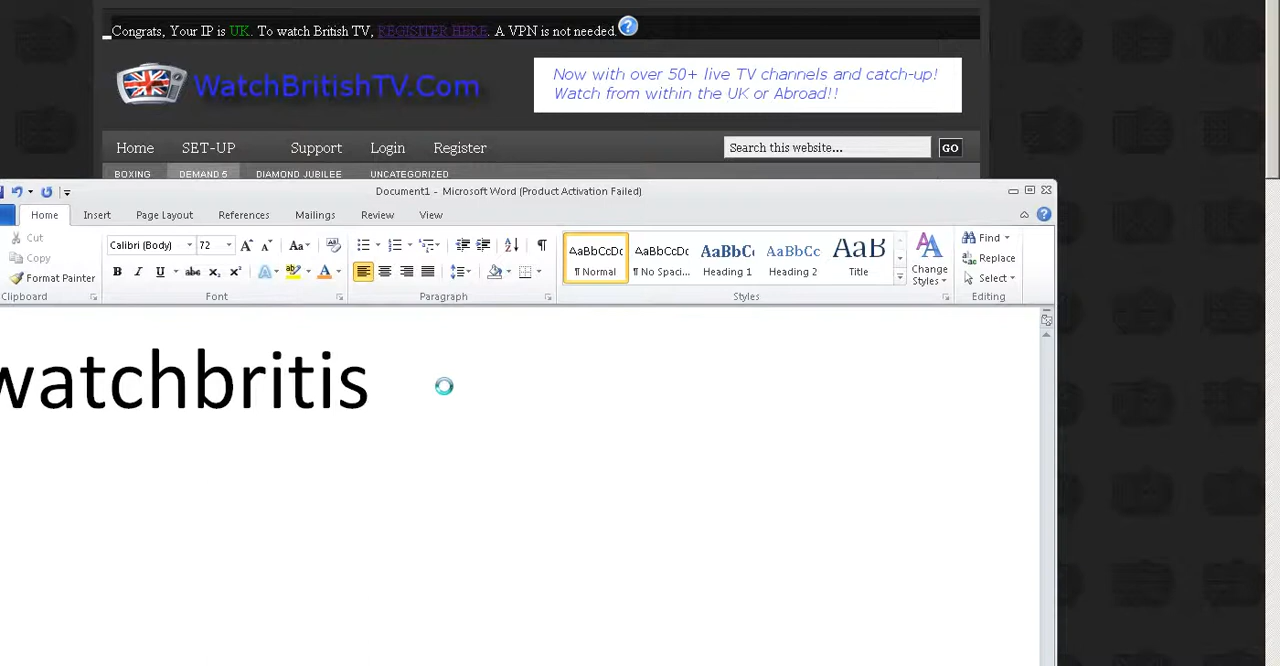 Congrats, Your IP is UK. To watch British TV, REGISITER HERE. A VPN is not needed.
WatchBritishTV.Com
Now with over 50+ live TV channels and catch-up!
Watch from within the UK or Abroad!!
Home SET-UP Support Login Register Search this website... GO
BOXING DEMAND 5 DIAMOND JUBILEE UNCATEGORIZED
Document1 - Microsoft Word (Product Activation Failed)
Home Insert Page Layout References Mailings Review View
Cut
Copy
Format Painter
Clipboard
Calibri (Body) 72
Font
Paragraph
AaBbCcDc AaBbCcDc AaBbC AaBbCc AaB
¶ Normal ¶ No Spaci... Heading 1 Heading 2 Title
Change
Styles
Styles
Find
Replace
Select
Editing
watchbritis